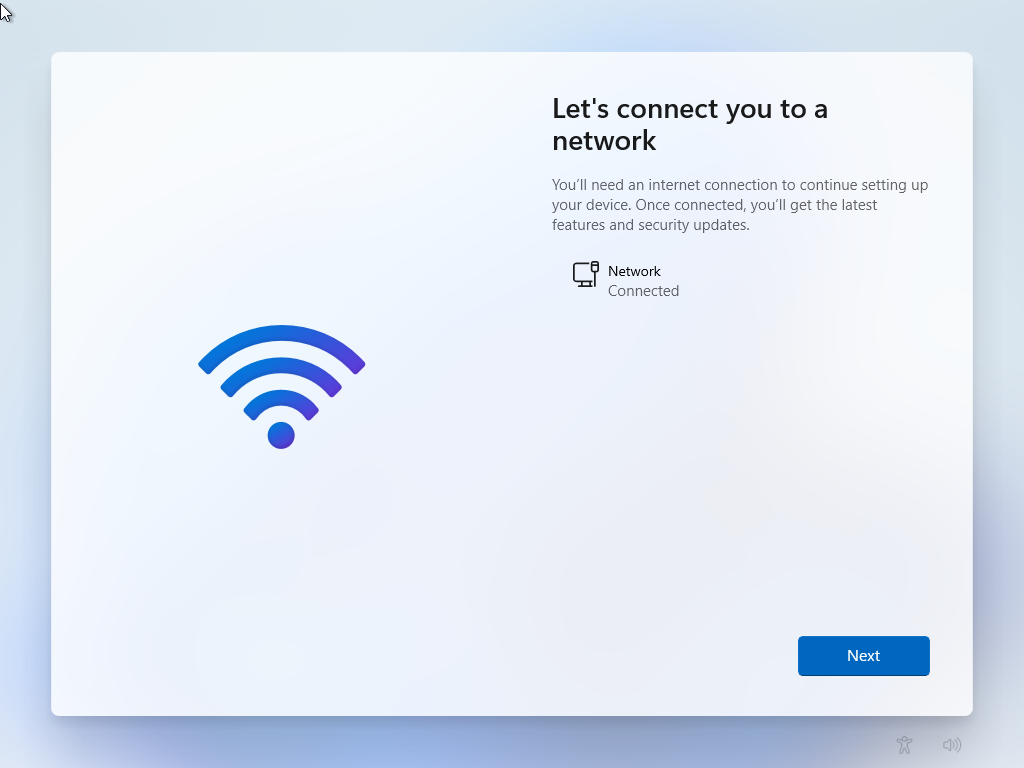 Let's connect you to a
network
You’ll need an internet connection to continue setting up
your device. Once connected, you’ll get the latest
features and security updates.
Network
Connected
Next